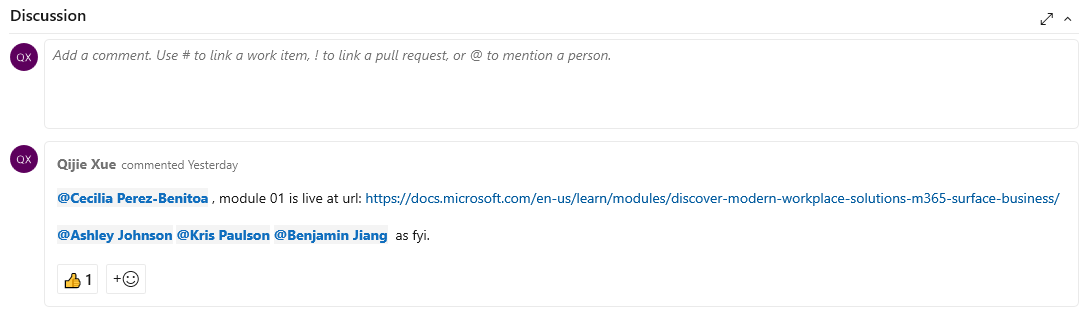 Discussion
QX
Add a comment. Use # to link a work item, ! to link a pull request, or @ to mention a person.
QX
Qijie Xue commented Yesterday
@Cecilia Perez-Benitoa , module 01 is live at url: https://docs.microsoft.com/en-us/learn/modules/discover-modern-workplace-solutions-m365-surface-business/
@Ashley Johnson @Kris Paulson @Benjamin Jiang as fyi.
👍 1 +☺